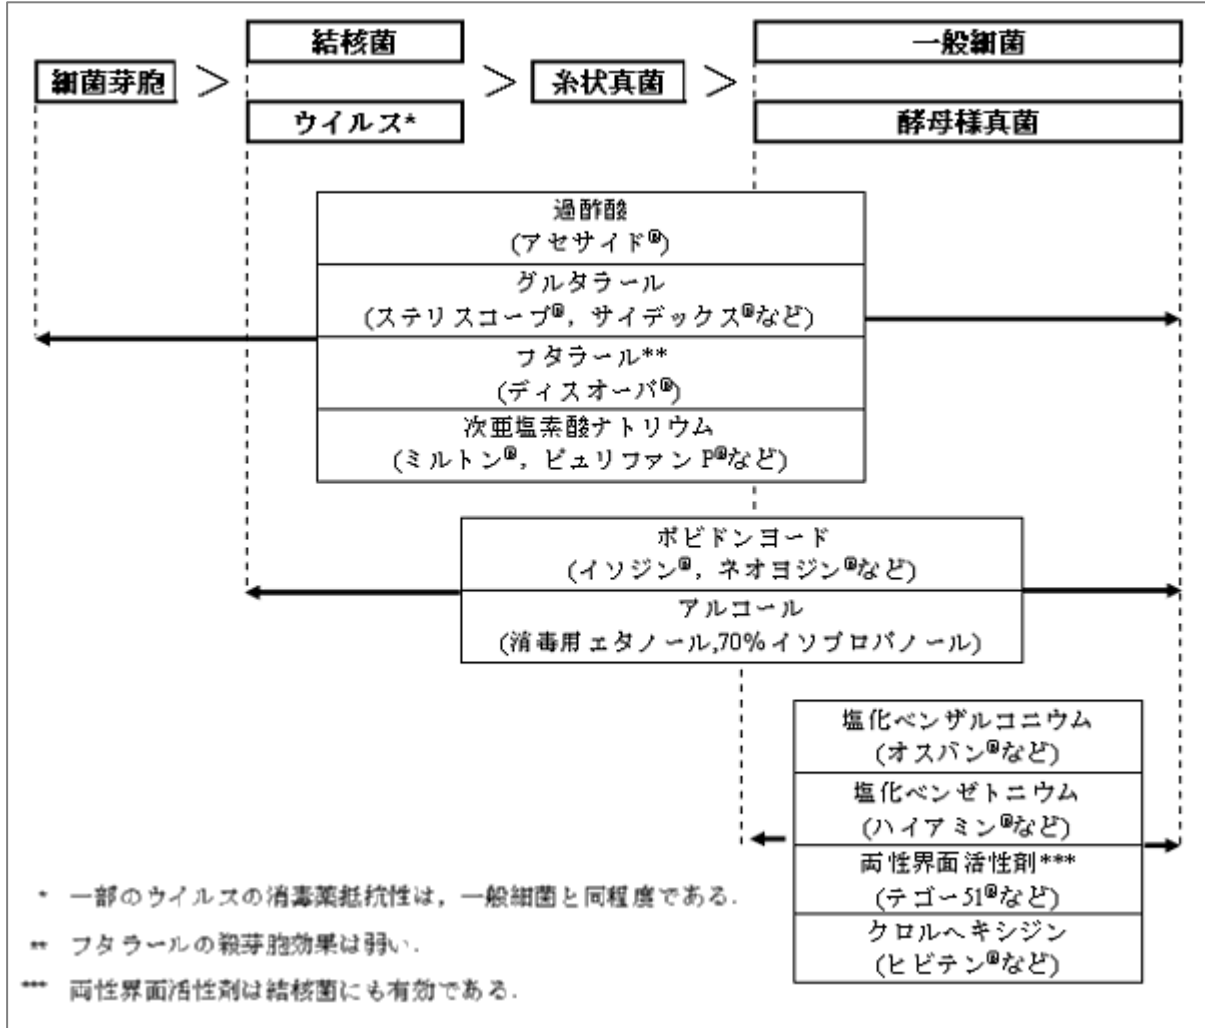 結核菌
一般細菌
細菌芽胞 > > 糸状真菌 >
ウイルス*
酵母様真菌
過酢酸
(アセサイド®)
グルタラール
(ステリスコープ®, サイデックス®など)
フタラール**
(ディスオーパ®)
次亜塩素酸ナトリウム
(ミルトン®, ピュリファンP®など)
ポビドンヨード
(イソジン®, ネオヨジン®など)
アルコール
(消毒用エタノール,70%イソプロパノール)
塩化ベンザルコニウム
(オスバン®など)
塩化ベンゼトニウム
(ハイアミン®など)
両性界面活性剤***
(テゴー51®など)
クロルヘキシジン
(ヒビテン®など)
* 一部のウイルスの消毒薬抵抗性は,一般細菌と同程度である.
** フタラールの殺芽胞効果は弱い.
*** 両性界面活性剤は結核菌にも有効である.